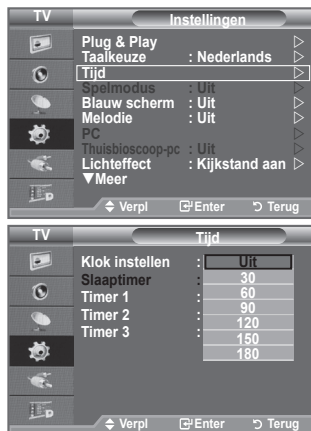 TV
Instellingen
Plug & Play
Taalkeuze : Nederlands
Tijd
Spelmodus : Uit
Blauw scherm : Uit
Melodie : Uit
PC
Thuisbioscoop-pc : Uit
Lichteffect : Kijkstand aan
▼Meer
Verpl Enter Terug
TV
Tijd
Klok instellen : Uit
Slaaptimer : 30
Timer 1 : 60
90
Timer 2 : 120
Timer 3 : 150
180
Verpl Enter Terug